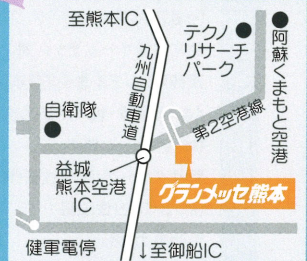 至熊本IC
テクノ
リサーチ
パーク
阿蘇くまもと空港
九州自動車道
自衛隊
第2空港線
益城
熊本空港
IC
グランメッセ熊本
健軍電停
↓至御船IC